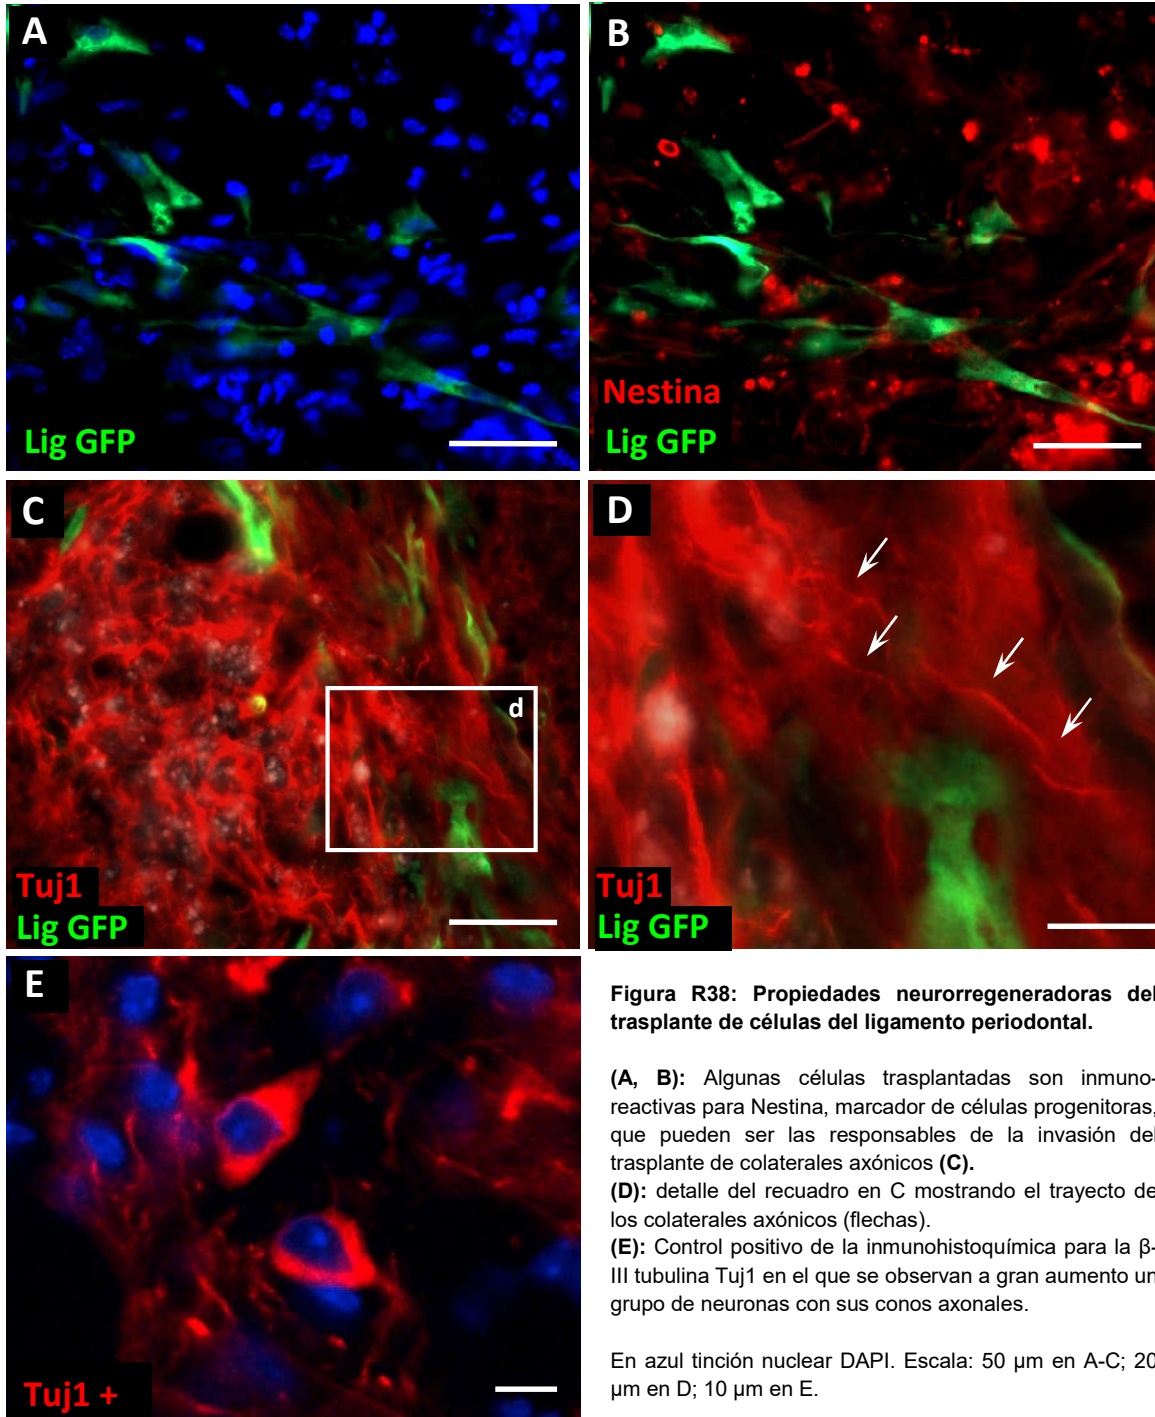 A
Lig GFP
B
Nestina
Lig GFP
C
d
Tuj1
Lig GFP
D
Tuj1
Lig GFP
E
Tuj1 +
Figura R38: Propiedades neurorregeneradoras del
trasplante de células del ligamento periodontal.
(A, B): Algunas células trasplantadas son inmuno-
reactivas para Nestina, marcador de células progenitoras,
que pueden ser las responsables de la invasión del
trasplante de colaterales axónicos (C).
(D): detalle del recuadro en C mostrando el trayecto de
los colaterales axónicos (flechas).
(E): Control positivo de la inmunohistoquímica para la β-
III tubulina Tuj1 en el que se observan a gran aumento un
grupo de neuronas con sus conos axonales.
En azul tinción nuclear DAPI. Escala: 50 µm en A-C; 20
µm en D; 10 µm en E.